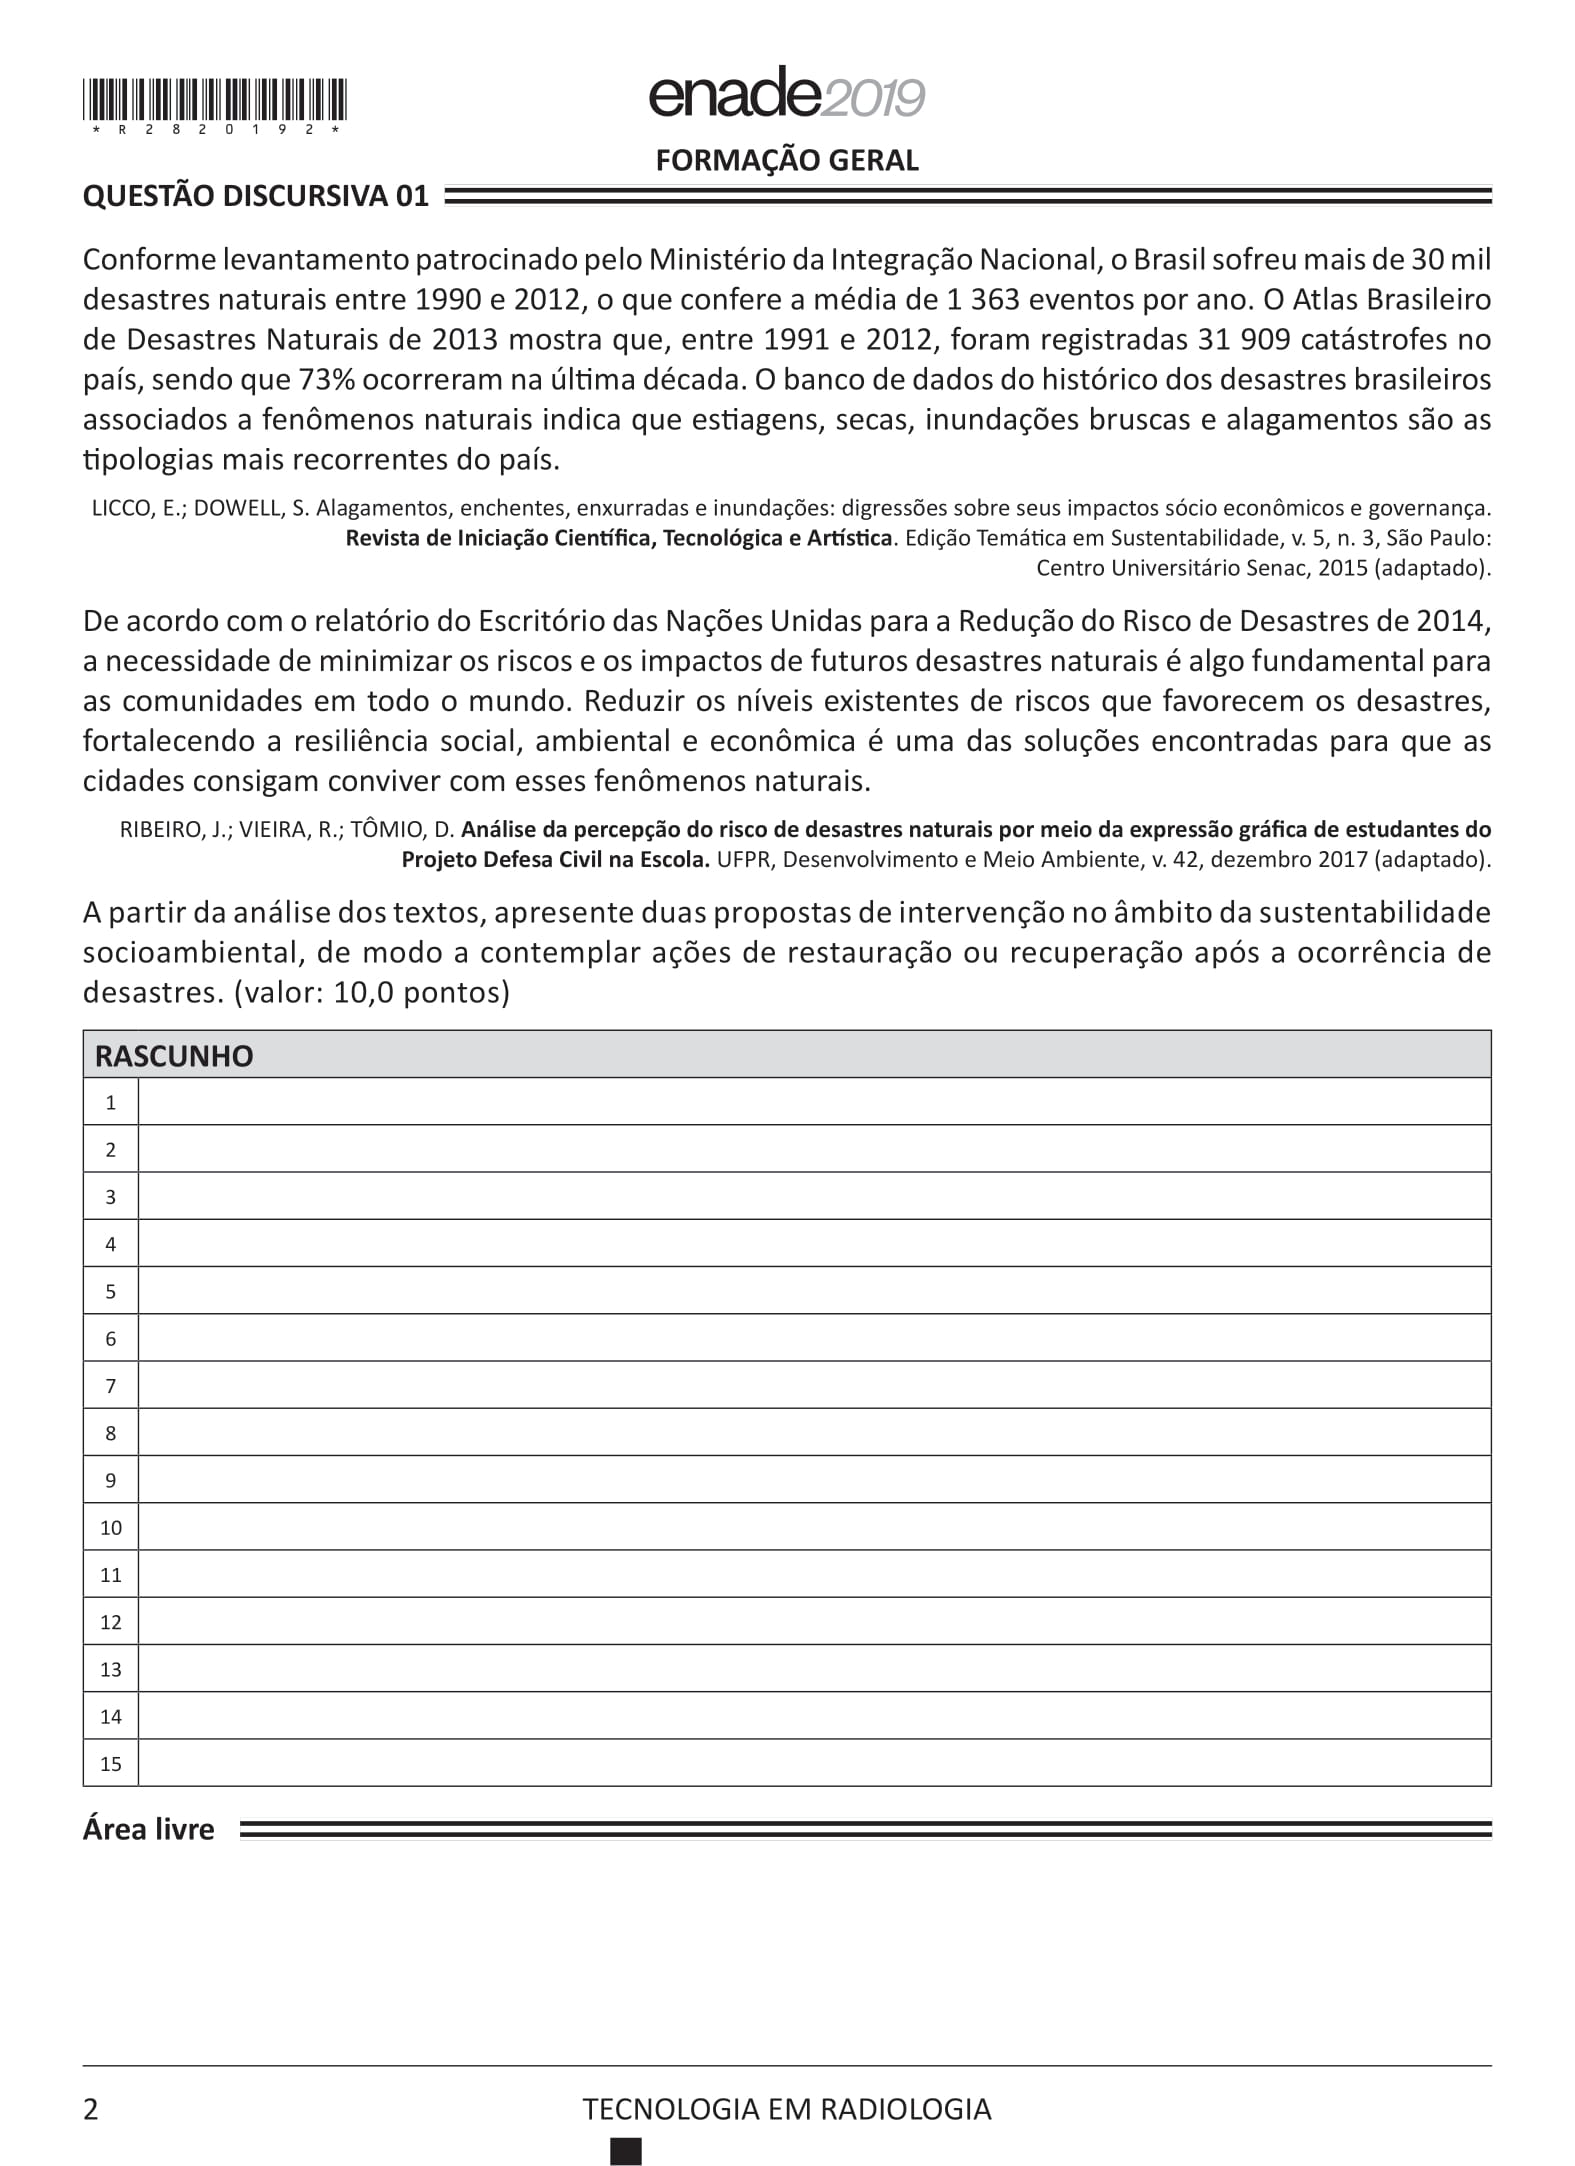 * R 2 8 2 0 1 9 2 *
enade2019
FORMAÇÃO GERAL
QUESTÃO DISCURSIVA 01
Conforme levantamento patrocinado pelo Ministério da Integração Nacional, o Brasil sofreu mais de 30 mil
desastres naturais entre 1990 e 2012, o que confere a média de 1 363 eventos por ano. O Atlas Brasileiro
de Desastres Naturais de 2013 mostra que, entre 1991 e 2012, foram registradas 31 909 catástrofes no
país, sendo que 73% ocorreram na última década. O banco de dados do histórico dos desastres brasileiros
associados a fenômenos naturais indica que estiagens, secas, inundações bruscas e alagamentos são as
tipologias mais recorrentes do país.
LICCO, E.; DOWELL, S. Alagamentos, enchentes, enxurradas e inundações: digressões sobre seus impactos sócio econômicos e governança.
Revista de Iniciação Científica, Tecnológica e Artística. Edição Temática em Sustentabilidade, v. 5, n. 3, São Paulo:
Centro Universitário Senac, 2015 (adaptado).
De acordo com o relatório do Escritório das Nações Unidas para a Redução do Risco de Desastres de 2014,
a necessidade de minimizar os riscos e os impactos de futuros desastres naturais é algo fundamental para
as comunidades em todo o mundo. Reduzir os níveis existentes de riscos que favorecem os desastres,
fortalecendo a resiliência social, ambiental e econômica é uma das soluções encontradas para que as
cidades consigam conviver com esses fenômenos naturais.
RIBEIRO, J.; VIEIRA, R.; TÔMIO, D. Análise da percepção do risco de desastres naturais por meio da expressão gráfica de estudantes do
Projeto Defesa Civil na Escola. UFPR, Desenvolvimento e Meio Ambiente, v. 42, dezembro 2017 (adaptado).
A partir da análise dos textos, apresente duas propostas de intervenção no âmbito da sustentabilidade
socioambiental, de modo a contemplar ações de restauração ou recuperação após a ocorrência de
desastres. (valor: 10,0 pontos)
RASCUNHO
1
2
3
4
5
6
7
8
9
10
11
12
13
14
15
Área livre
2
TECNOLOGIA EM RADIOLOGIA